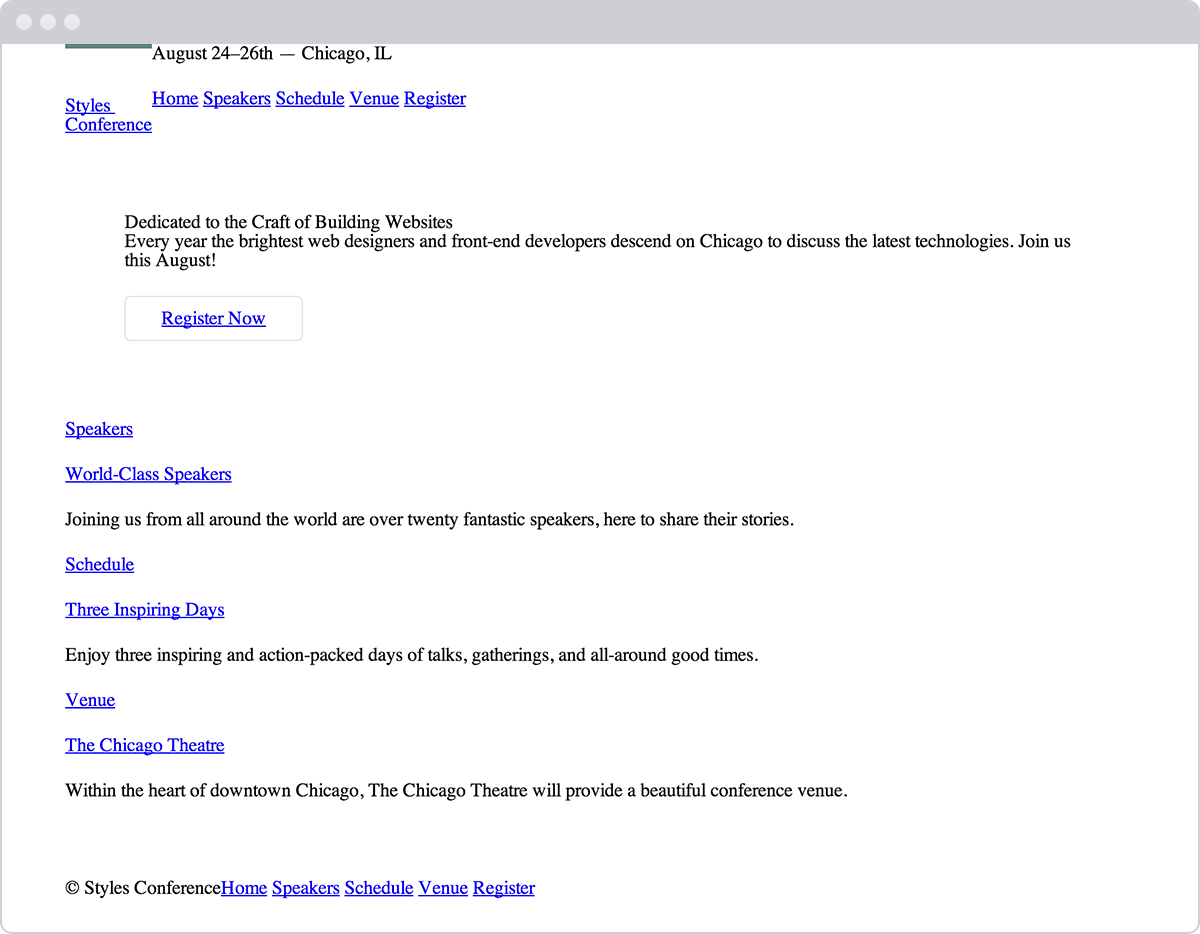 August 24–26th — Chicago, IL
Home Speakers Schedule Venue Register
Styles
Conference
Dedicated to the Craft of Building Websites
Every year the brightest web designers and front-end developers descend on Chicago to discuss the latest technologies. Join us
this August!
Register Now
Speakers
World-Class Speakers
Joining us from all around the world are over twenty fantastic speakers, here to share their stories.
Schedule
Three Inspiring Days
Enjoy three inspiring and action-packed days of talks, gatherings, and all-around good times.
Venue
The Chicago Theatre
Within the heart of downtown Chicago, The Chicago Theatre will provide a beautiful conference venue.
© Styles ConferenceHome Speakers Schedule Venue Register